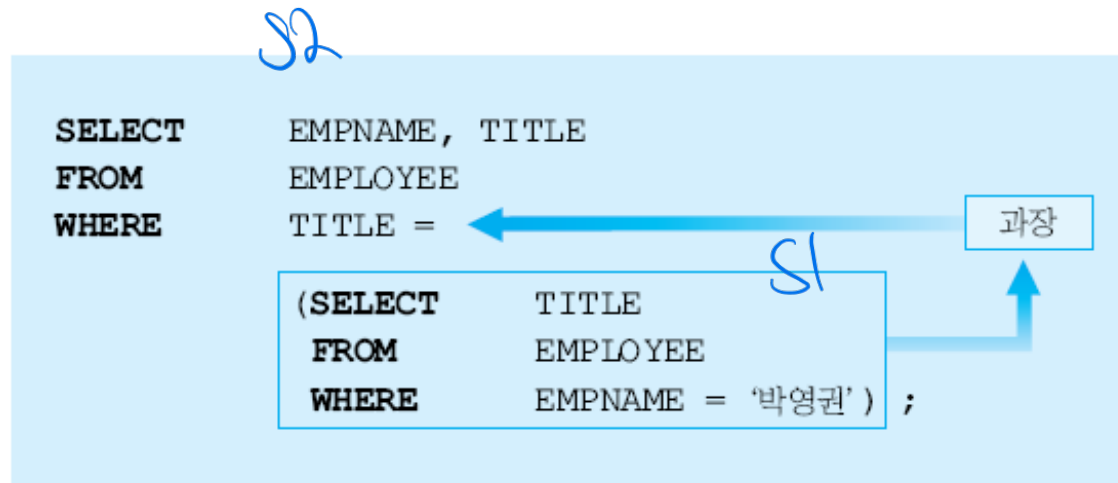 S2
SELECT EMPNAME, TITLE
FROM EMPLOYEE
WHERE TITLE =
과장
S1
(SELECT TITLE
FROM EMPLOYEE
WHERE EMPNAME = ‘박영권’) ;